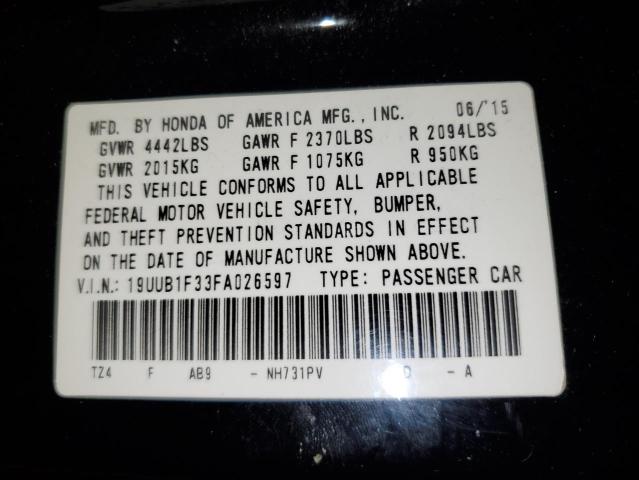 MFD. BY HONDA OF AMERICA MFG., INC. 06/'15
GVWR 4442LBS GAWR F 2370LBS R 2094LBS
GVWR 2015KG GAWR F 1075KG R 950KG
THIS VEHICLE CONFORMS TO ALL APPLICABLE
FEDERAL MOTOR VEHICLE SAFETY, BUMPER,
AND THEFT PREVENTION STANDARDS IN EFFECT
ON THE DATE OF MANUFACTURE SHOWN ABOVE.
V.I.N.: 19UUB1F33FA026597 TYPE: PASSENGER CAR
TZ4 F AB9 - NH731PV - A